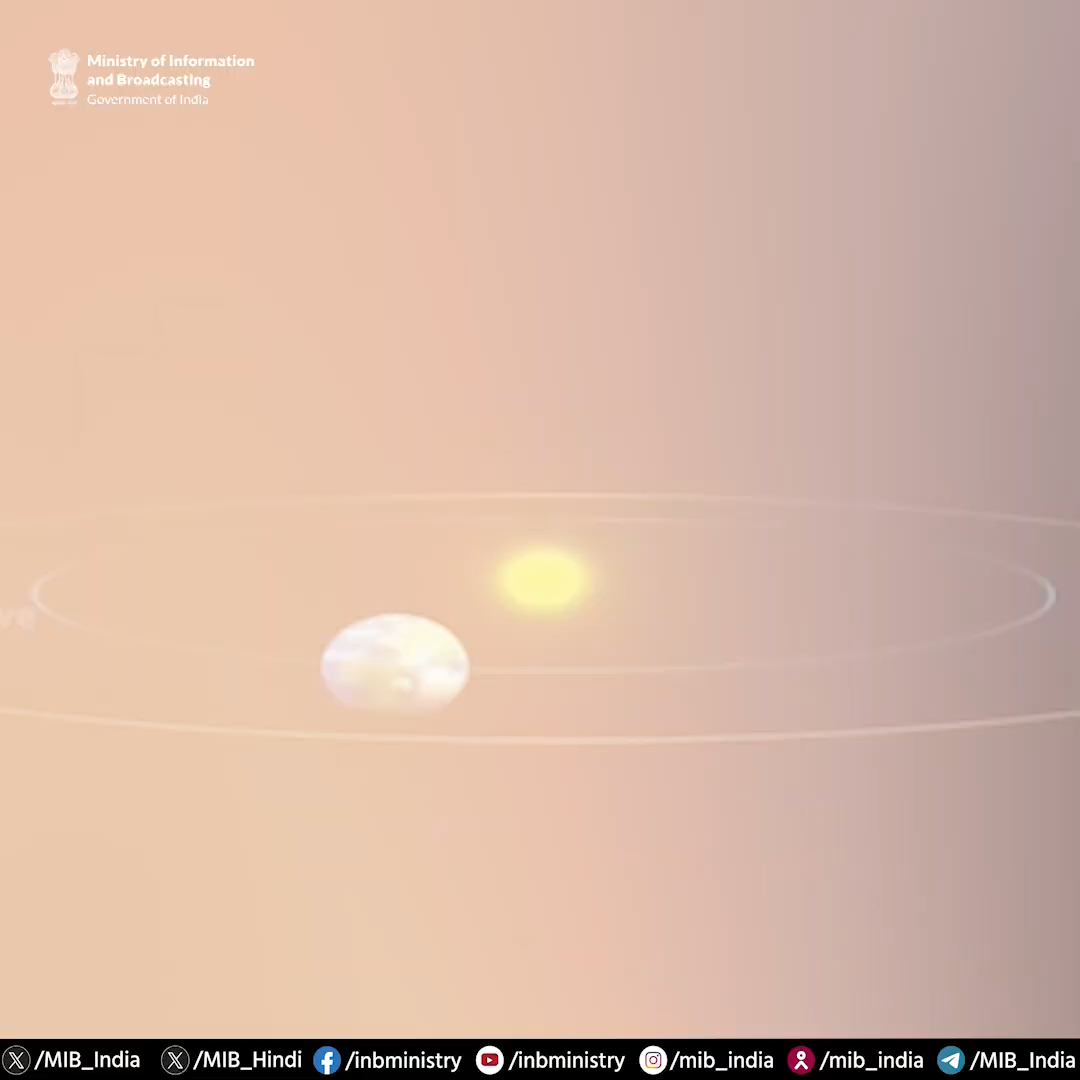 Ministry of Information
and Broadcasting
Government of India
/MIB_India /MIB_Hindi /inbministry /inbministry /mib_india /mib_india /MIB_India